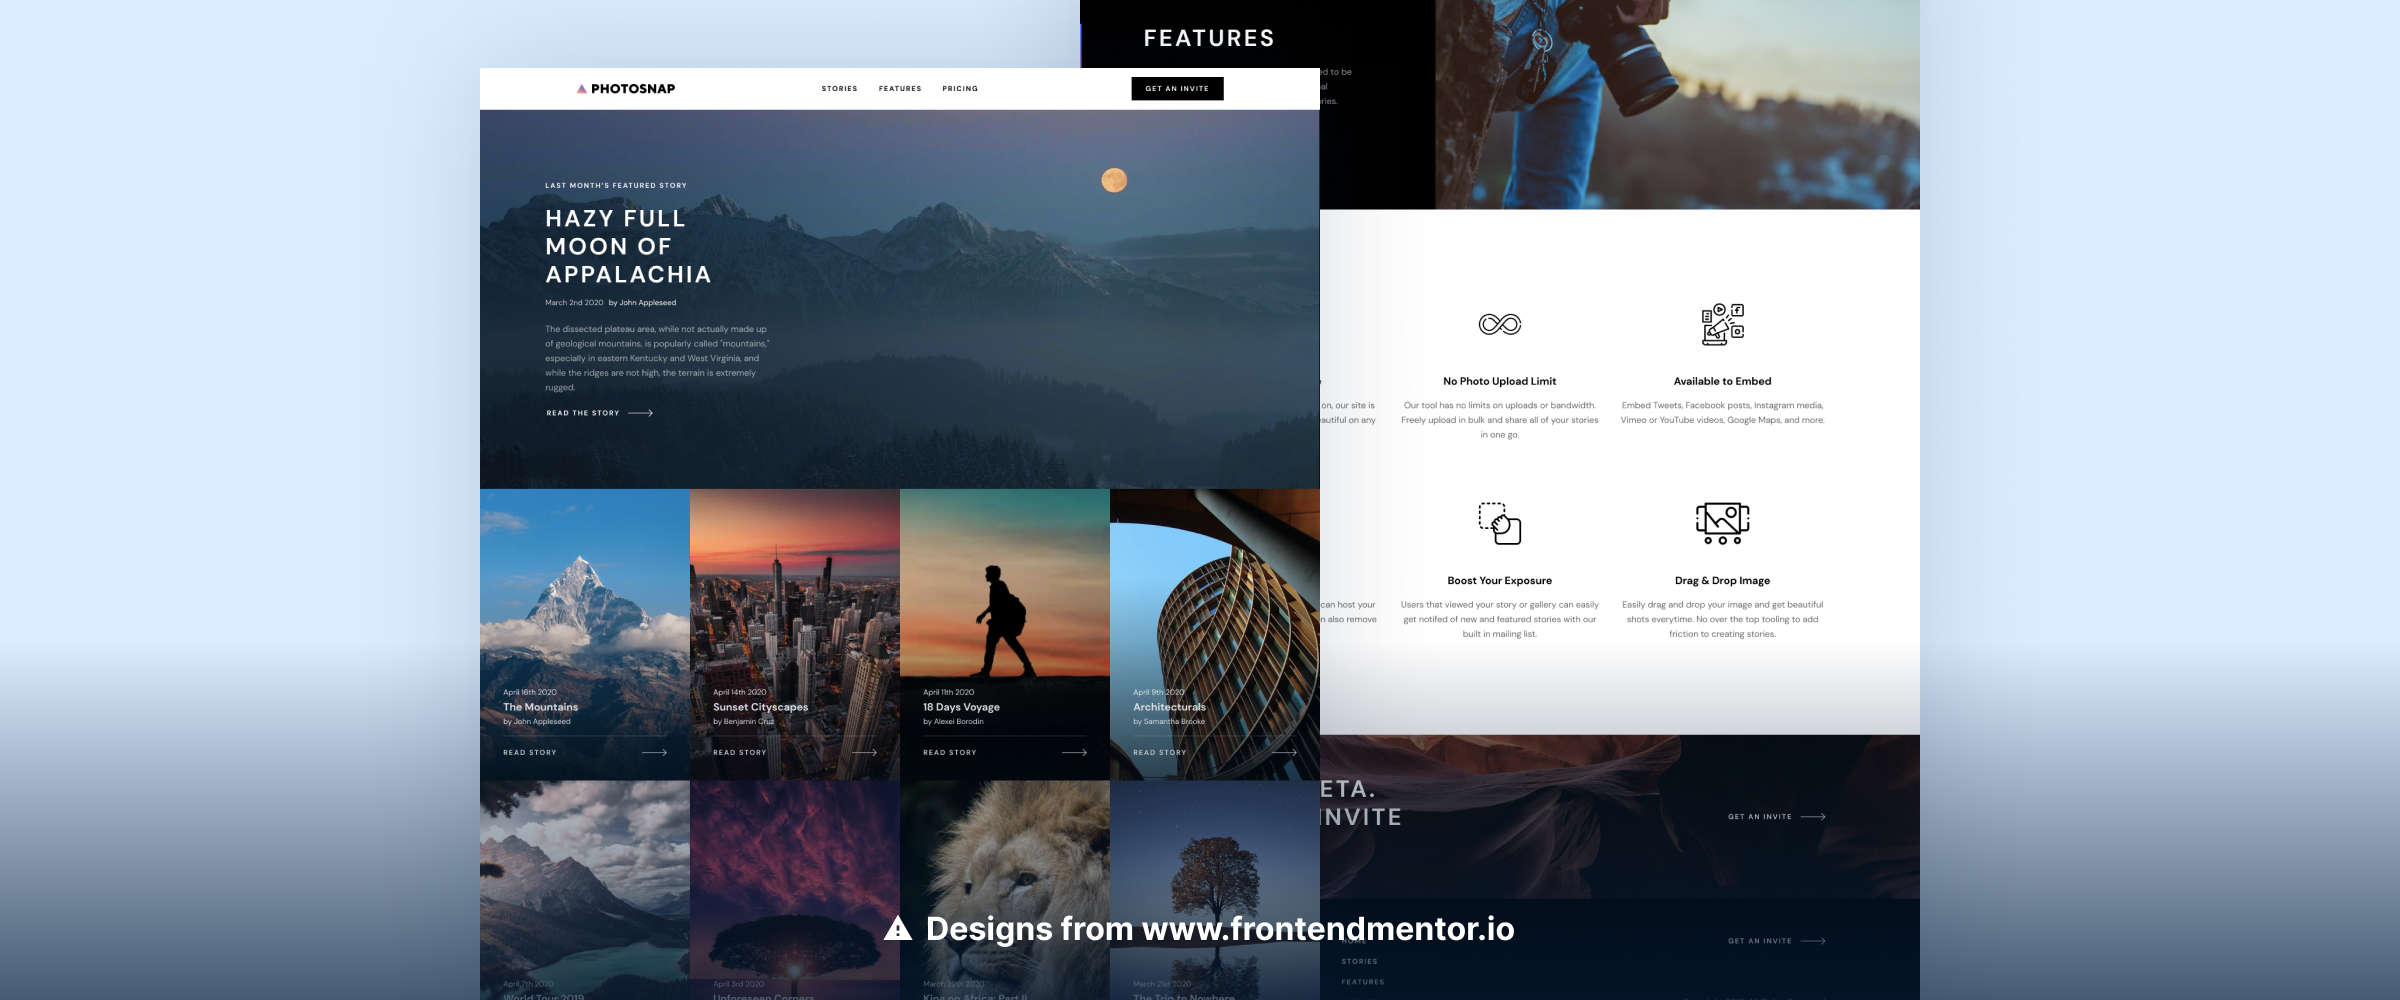 FEATURES
ed to be
al
ries.
PHOTOSNAP
STORIES FEATURES PRICING
GET AN INVITE
LAST MONTH'S FEATURED STORY
HAZY FULL
MOON OF
APPALACHIA
March 2nd 2020 by John Appleseed
The dissected plateau area, while not actually made up
of geological mountains, is popularly called "mountains,"
especially in eastern Kentucky and West Virginia, and
while the ridges are not high, the terrain is extremely
rugged.
READ THE STORY
No Photo Upload Limit
on, our site is
eautiful on any
Our tool has no limits on uploads or bandwidth.
Freely upload in bulk and share all of your stories
in one go.
Available to Embed
Embed Tweets, Facebook posts, Instagram media,
Vimeo or YouTube videos, Google Maps, and more.
can host your
n also remove
Boost Your Exposure
Users that viewed your story or gallery can easily
get notifed of new and featured stories with our
built in mailing list.
Drag & Drop Image
Easily drag and drop your image and get beautiful
shots everytime. No over the top tooling to add
friction to creating stories.
April 16th 2020
The Mountains
by John Appleseed
READ STORY
April 14th 2020
Sunset Cityscapes
by Benjamin Cruz
READ STORY
April 11th 2020
18 Days Voyage
by Alexei Borodin
READ STORY
April 9th 2020
Architecturals
by Samantha Brooke
READ STORY
ETA.
INVITE
GET AN INVITE
Designs from www.frontendmentor.io
HOME
STORIES
FEATURES
GET AN INVITE
April 7th 2020
World Tour 2019
April 3rd 2020
Unforeseen Corners
March
King on Africa: Part II
March 21st 2020
The Trip to Nowhere